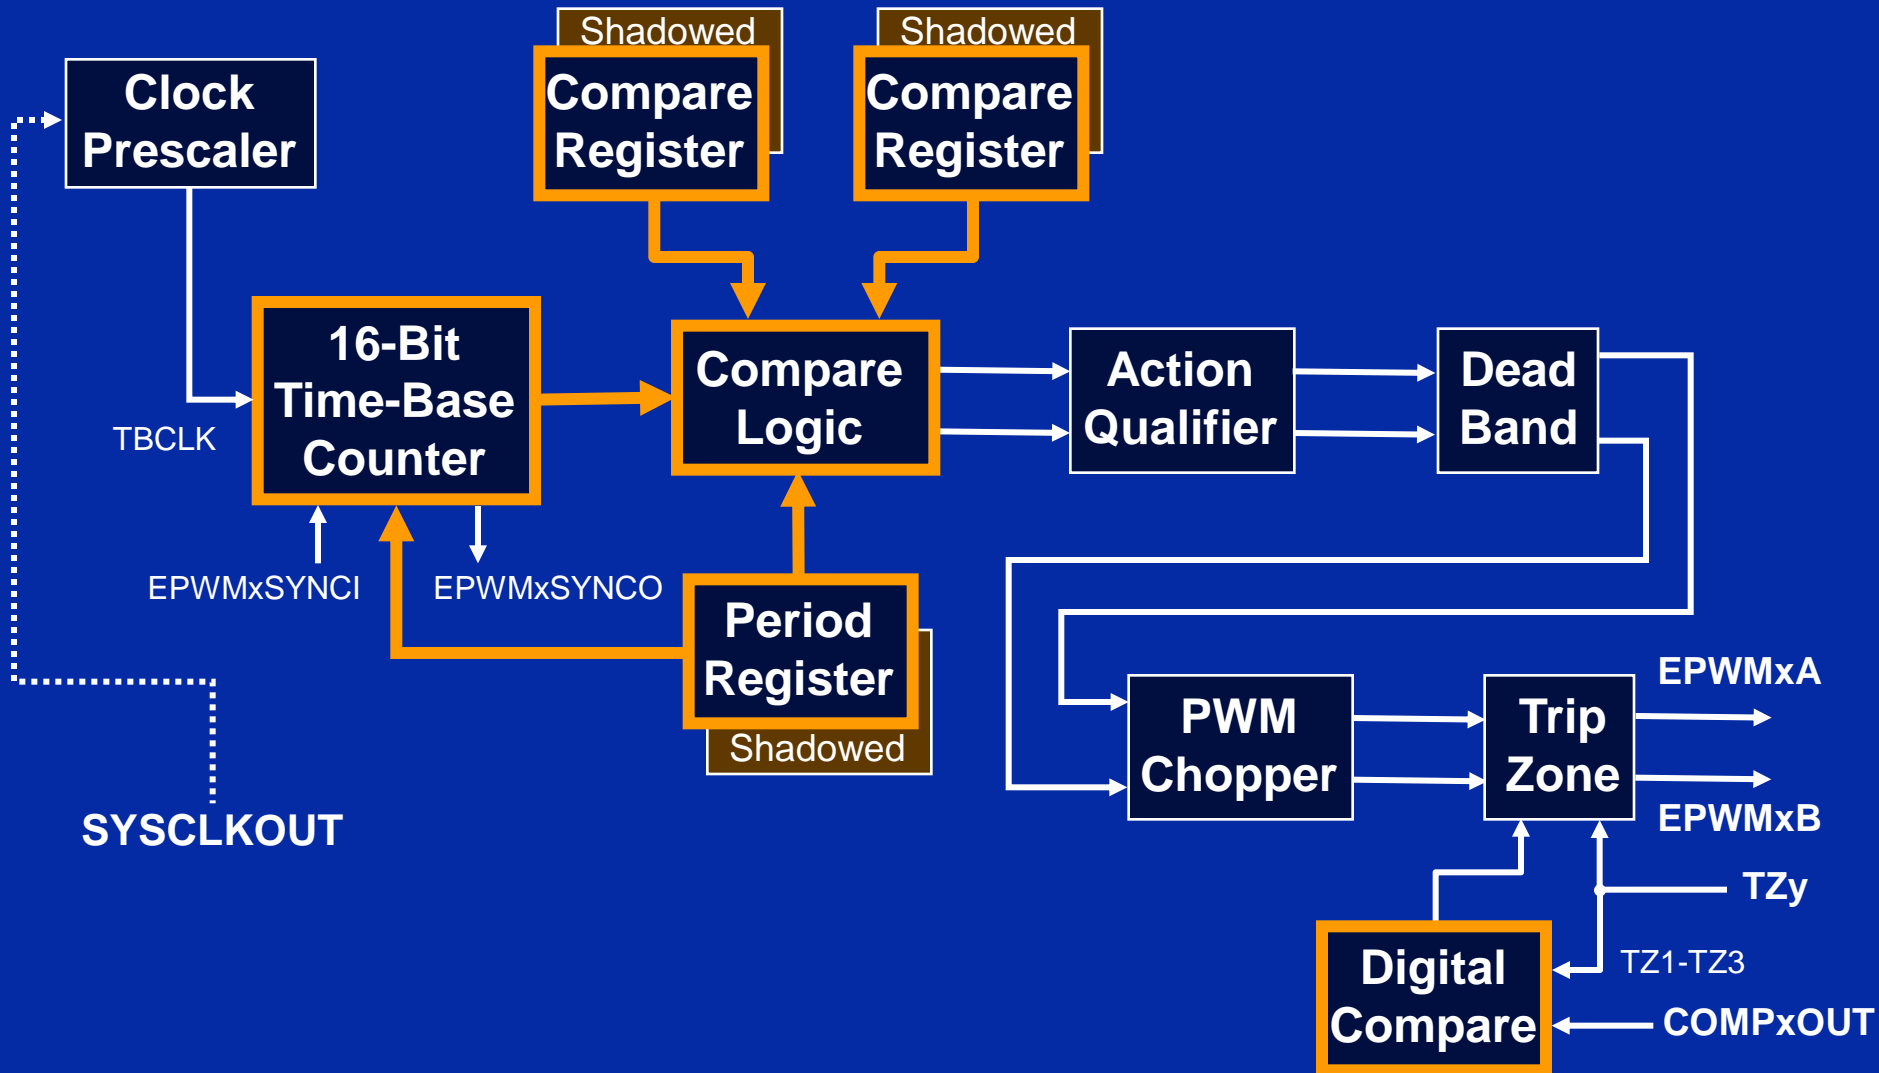 Shadowed
Compare
Register
Shadowed
Compare
Register
Clock
Prescaler
TBCLK
16-Bit
Time-Base
Counter
EPWMxSYNCI
EPWMxSYNCO
Compare
Logic
Action
Qualifier
Dead
Band
Period
Register
Shadowed
SYSCLKOUT
PWM
Chopper
Trip
Zone
EPWMxA
EPWMxB
TZy
TZ1-TZ3
Digital
Compare
COMPxOUT